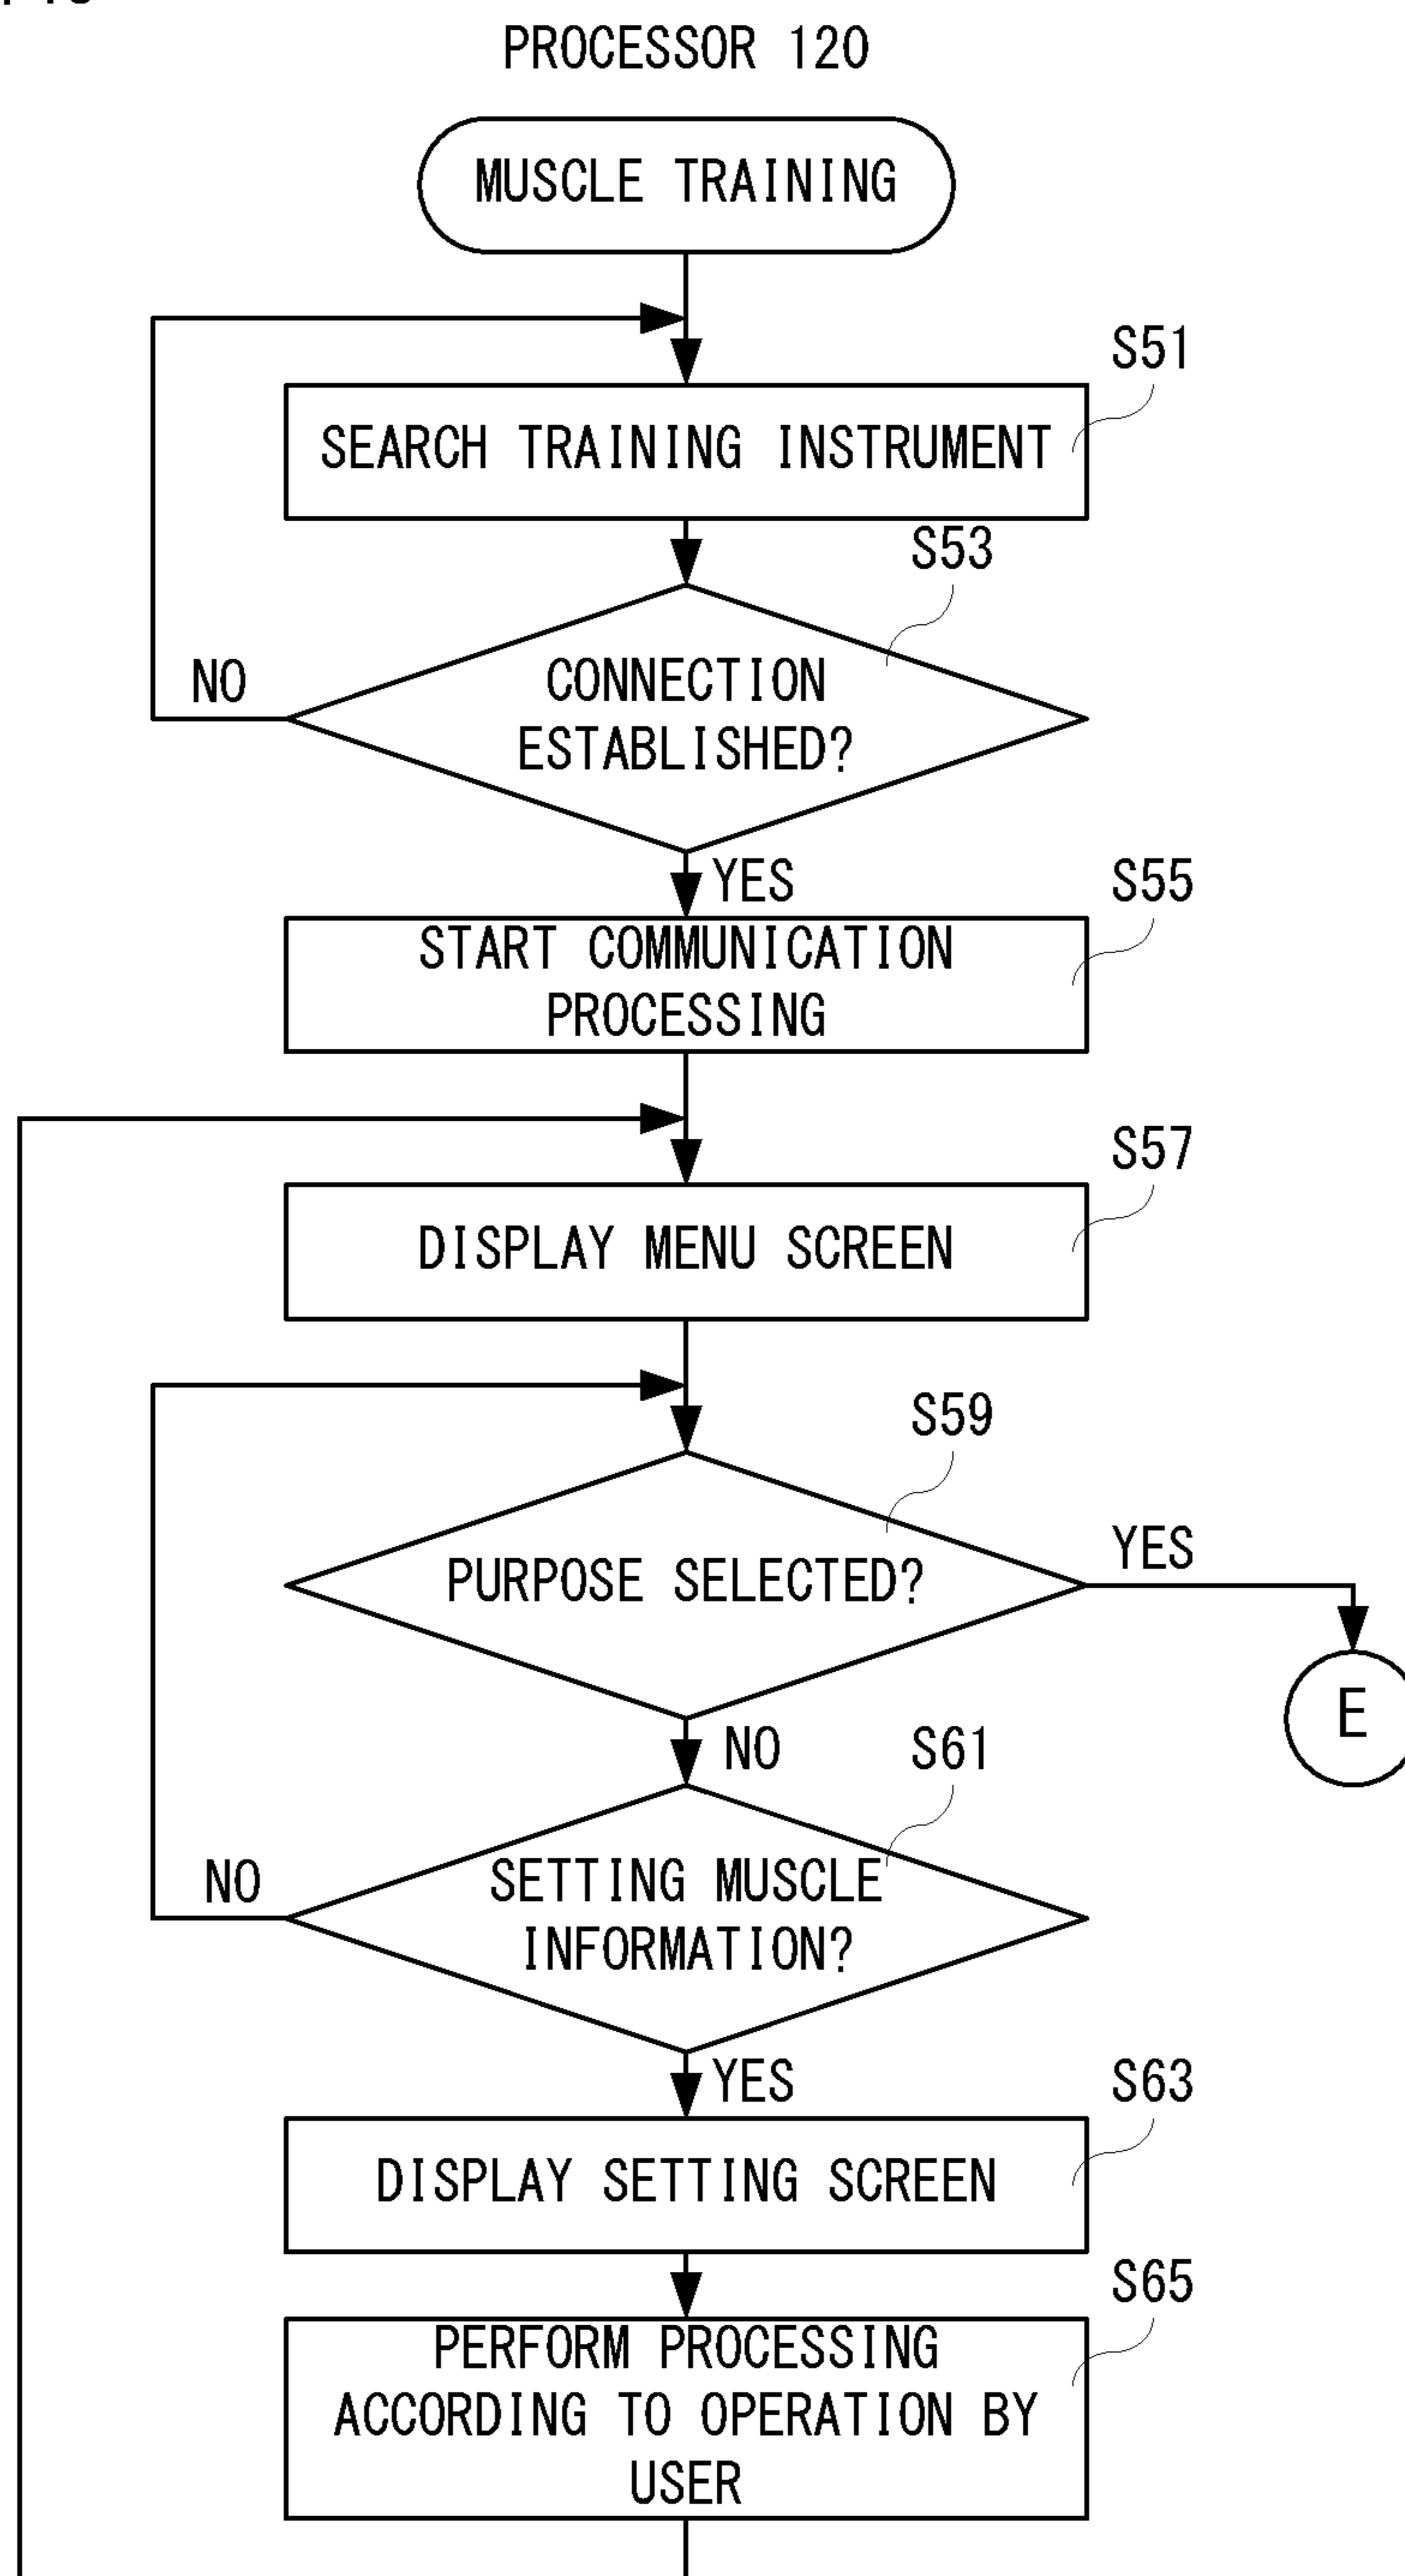 PROCESSOR 120
MUSCLE TRAINING
S51
SEARCH TRAINING INSTRUMENT
S53
CONNECTION
ESTABLISHED?
NO
YES
S55
START COMMUNICATION
PROCESSING
S57
DISPLAY MENU SCREEN
S59
PURPOSE SELECTED?
YES
E
NO
S61
SETTING MUSCLE
INFORMATION?
NO
YES
S63
DISPLAY SETTING SCREEN
S65
PERFORM PROCESSING
ACCORDING TO OPERATION BY
USER